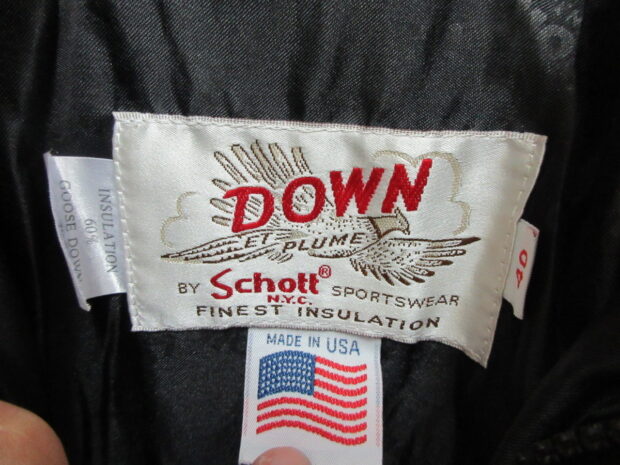 DOWN
ET PLUME
BY Schott® SPORTSWEAR
N.Y.C.
FINEST INSULATION
INSULATION
60%
GOOSE DOWN
40
MADE IN USA